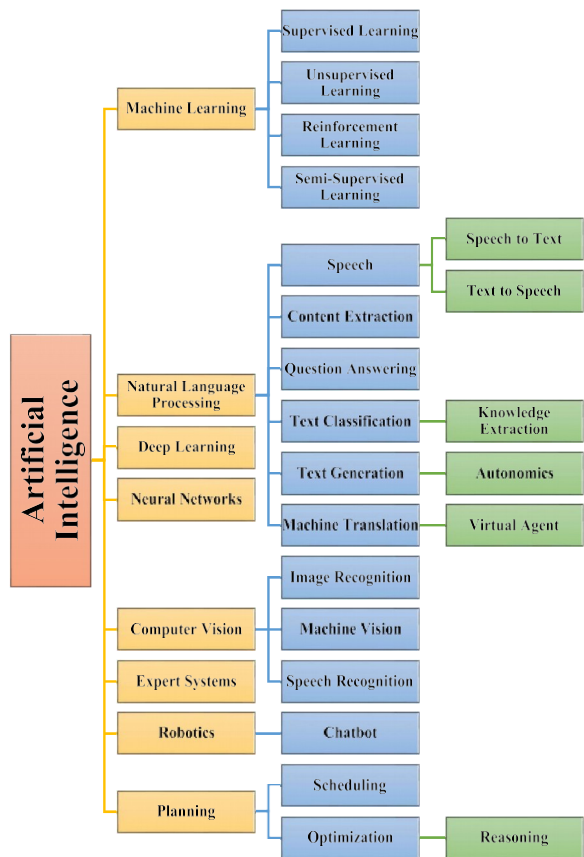 Artificial
Intelligence
Machine Learning
Supervised Learning
Unsupervised
Learning
Reinforcement
Learning
Semi-Supervised
Learning
Natural Language
Processing
Speech
Speech to Text
Text to Speech
Content Extraction
Question Answering
Text Classification
Knowledge
Extraction
Text Generation
Autonomics
Machine Translation
Virtual Agent
Deep Learning
Neural Networks
Computer Vision
Image Recognition
Machine Vision
Speech Recognition
Expert Systems
Robotics
Chatbot
Planning
Scheduling
Optimization
Reasoning